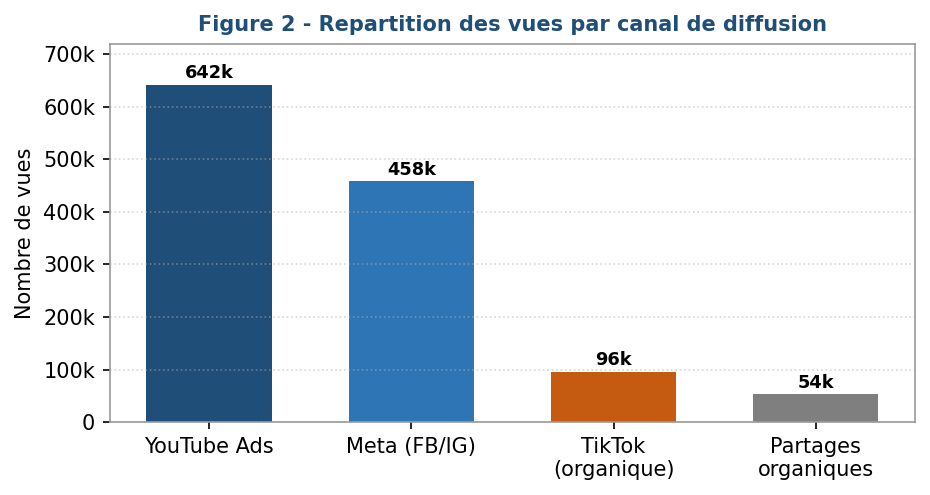 Figure 2 - Repartition des vues par canal de diffusion
Nombre de vues
700k
600k
500k
400k
300k
200k
100k
0
642k
458k
96k
54k
YouTube Ads
Meta (FB/IG)
TikTok
(organique)
Partages
organiques